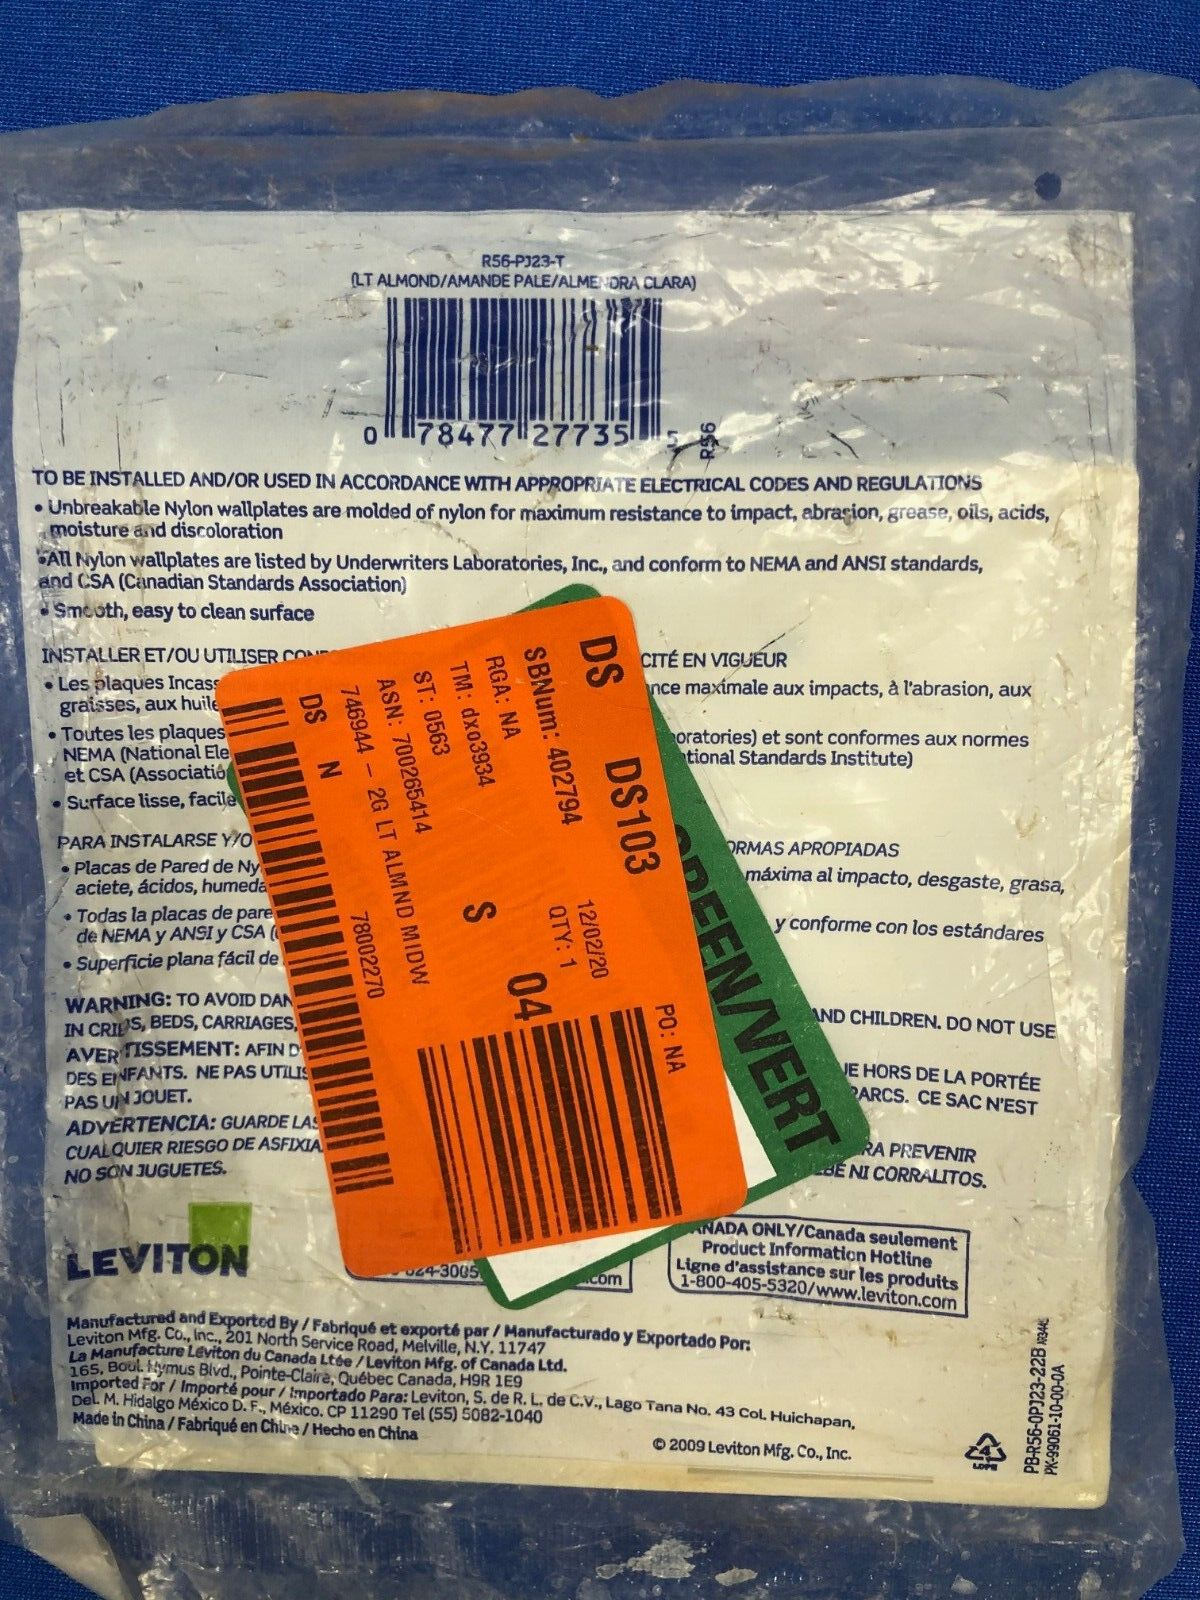 R56-PJ23-T
(LT ALMOND/AMANDE PALE/ALMENDRA CLARA)
0 78477 27735 5
R56
TO BE INSTALLED AND/OR USED IN ACCORDANCE WITH APPROPRIATE ELECTRICAL CODES AND REGULATIONS
• Unbreakable Nylon wallplates are molded of nylon for maximum resistance to impact, abrasion, grease, oils, acids,
moisture and discoloration
•All Nylon wallplates are listed by Underwriters Laboratories, Inc., and conform to NEMA and ANSI standards,
and CSA (Canadian Standards Association)
• Smooth, easy to clean surface
INSTALLER ET/OU UTILISER CITÉ EN VIGUEUR
• Les plaques Incass nce maximale aux impacts, à l'abrasion, aux
graisses, aux huile
• Toutes les plaques oratories) et sont conformes aux normes
NEMA (National Ele tional Standards Institute)
et CSA (Associatio
• Surface lisse, facile
PARA INSTALARSE Y/O ORMAS APROPIADAS
• Placas de Pared de Ny máxima al impacto, desgaste, grasa,
aciete, ácidos, humeda
• Todas la placas de pare y conforme con los estándares
de NEMA y ANSI y CSA (
• Superficie plana fácil de
WARNING: TO AVOID DAN AND CHILDREN. DO NOT USE
IN CRIBS, BEDS, CARRIAGES,
AVERTISSEMENT: AFIN D UE HORS DE LA PORTÉE
DES ENFANTS. NE PAS UTILIS PARCS. CE SAC N'EST
PAS UN JOUET.
ADVERTENCIA: GUARDE LAS RA PREVENIR
CUALQUIER RIESGO DE ASFIXIA BÉ NI CORRALITOS.
NO SON JUGUETES.
DS DS103
SBNum: 402794 12/02/20 PO: NA
RGA: NA QTY: 1
TM: dxo3934
ST: 0563 S 04
ASN: 700265414
746944 - 2G LT ALMND MIDW
DS N 78002270
GREEN/VERT
LEVITON
24-3005 .com
CANADA ONLY/Canada seulement
Product Information Hotline
Ligne d'assistance sur les produits
1-800-405-5320/www.leviton.com
Manufactured and Exported By / Fabriqué et exporté par / Manufacturado y Exportado Por:
Leviton Mfg. Co., Inc., 201 North Service Road, Melville, N.Y. 11747
La Manufacture Léviton du Canada Ltée / Leviton Mfg. of Canada Ltd.
165, Boul. Hymus Blvd., Pointe-Claire, Québec Canada, H9R 1E9
Imported For / Importé pour / Importado Para: Leviton, S. de R. L. de C.V., Lago Tana No. 43 Col. Huichapan,
Del. M. Hidalgo México D. F., México. CP 11290 Tel (55) 5082-1040
Made in China / Fabriqué en Chine / Hecho en China
© 2009 Leviton Mfg. Co., Inc.
4
LDPE
PB-R56-0PJ23-22B
PK-99061-10-00-0A